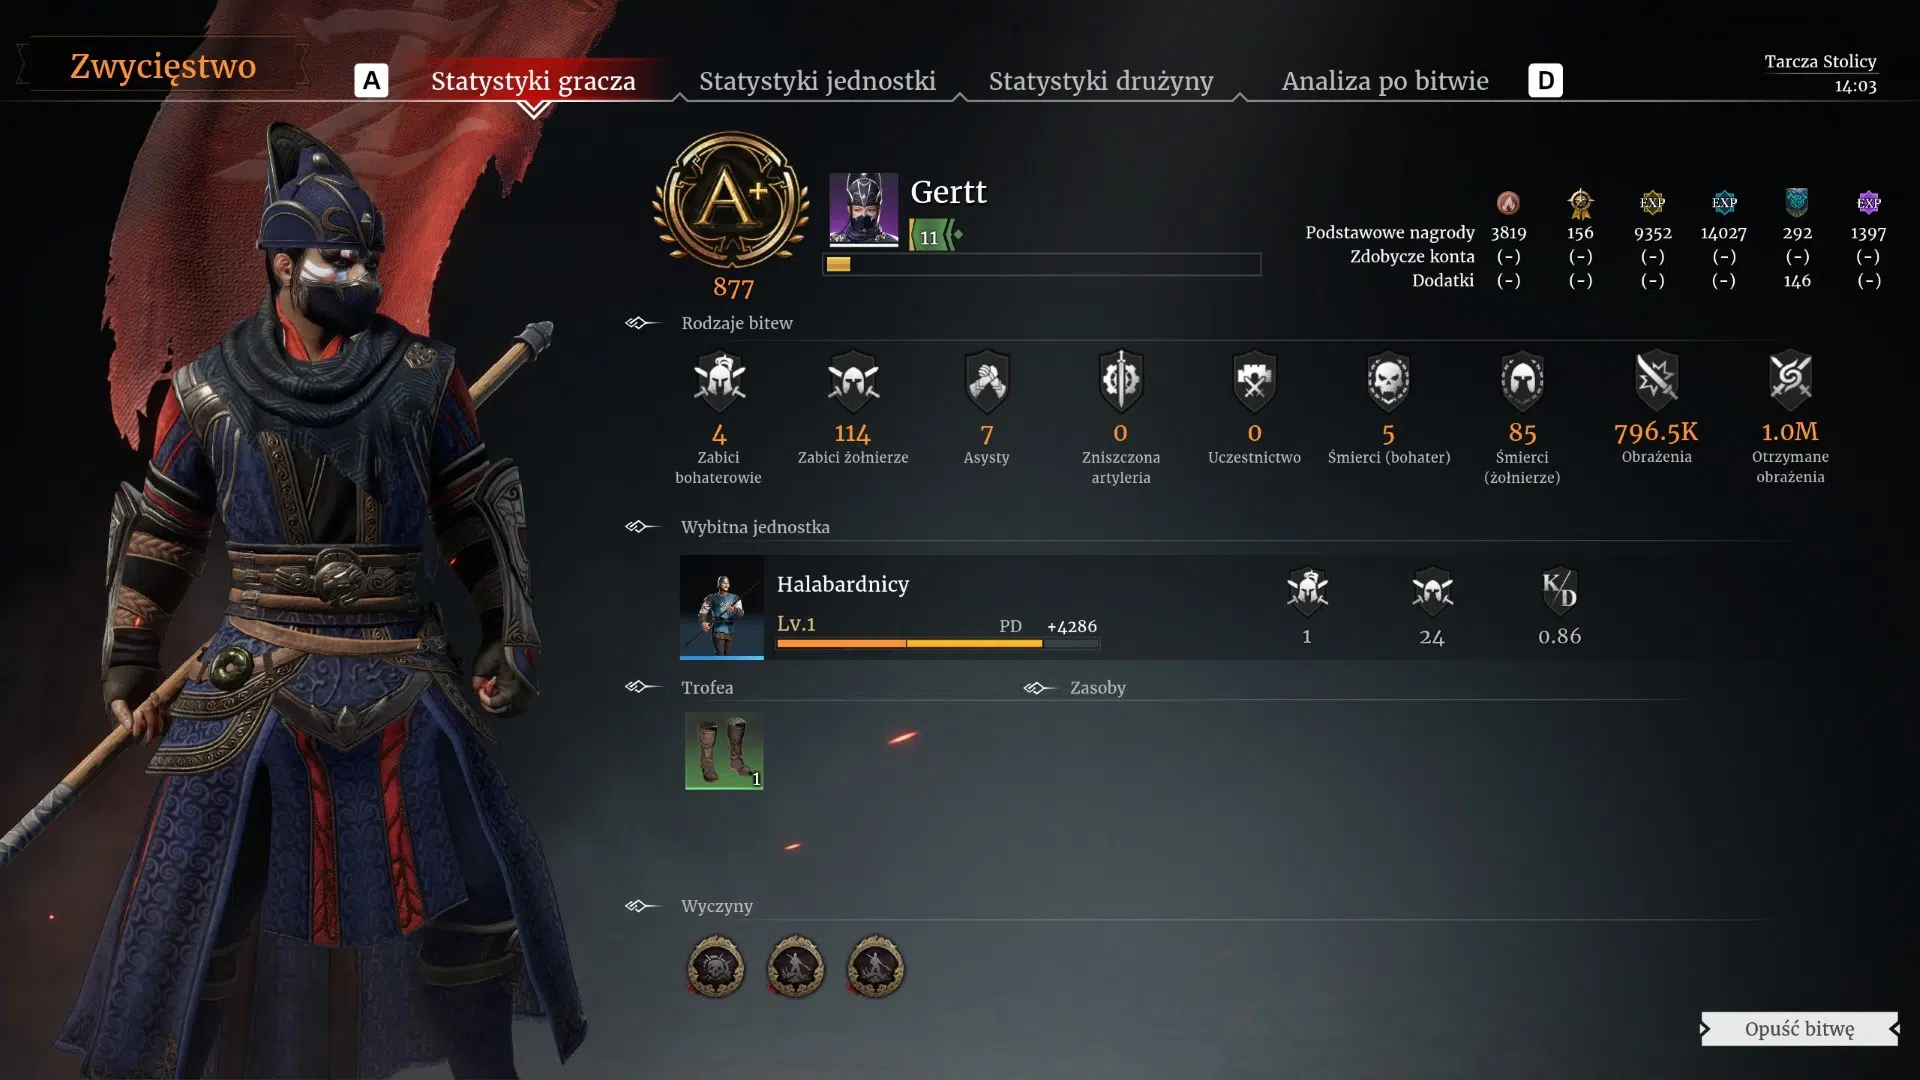 Zwycięstwo
A
Statystyki gracza
Statystyki jednostki
Statystyki drużyny
Analiza po bitwie
D
Tarcza Stolicy
14:03
A+
877
Gertt
11
EXP EXP EXP
Podstawowe nagrody 3819 156 9352 14027 292 1397
Zdobycze konta (-) (-) (-) (-) (-) (-)
Dodatki (-) (-) (-) (-) 146 (-)
Rodzaje bitew
4 114 7 0 0 5 85 796.5K 1.0M
Zabici bohaterowie
Zabici żołnierze
Asysty
Zniszczona artyleria
Uczestnictwo
Śmierci (bohater)
Śmierci (żołnierze)
Obrażenia
Otrzymane obrażenia
Wybitna jednostka
Halabardnicy
Lv.1 PD +4286
K/D
1 24 0.86
Trofea
Zasoby
1
Wyczyny
Opuść bitwę